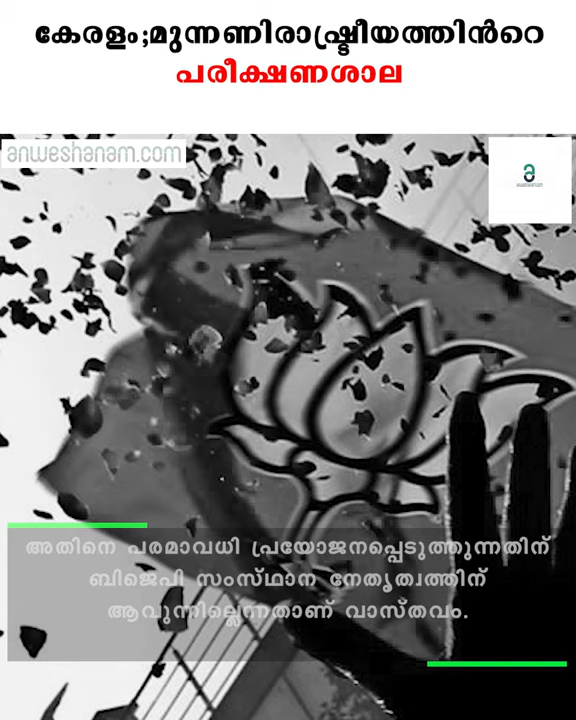 കേരളം;മുന്നണിരാഷ്ട്രീയത്തിൻറെ
പരീക്ഷണശാല
anweshanam.com
അതിനെ പരമാവധി പ്രയോജനപ്പെടുത്തുന്നതിന്
ബിജെപി സംസ്ഥാന നേതൃത്വത്തിന്
ആവുന്നില്ലെന്നതാണ് വാസ്തവം.